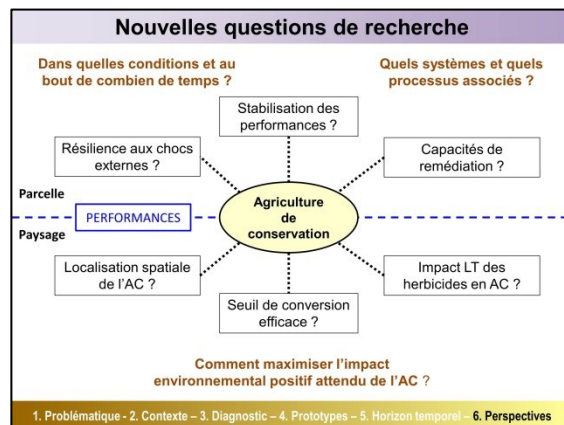 Nouvelles questions de recherche
Dans quelles conditions et au
bout de combien de temps ?
Quels systèmes et quels
processus associés ?
Stabilisation des
performances ?
Résilience aux chocs
externes ?
Capacités de
remédiation ?
Parcelle
PERFORMANCES
Paysage
Agriculture
de
conservation
Localisation spatiale
de l'AC ?
Impact LT des
herbicides en AC ?
Seuil de conversion
efficace ?
Comment maximiser l'impact
environnemental positif attendu de l'AC ?
1. Problématique - 2. Contexte – 3. Diagnostic – 4. Prototypes – 5. Horizon temporel – 6. Perspectives